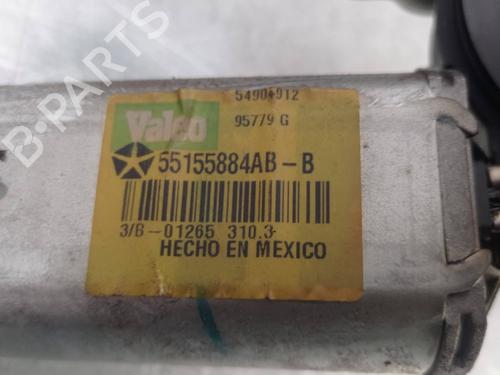 54904912
95779 G
Valeo
55155884AB-B
3/B-01265 310.3
HECHO EN MEXICO
B-PARTS